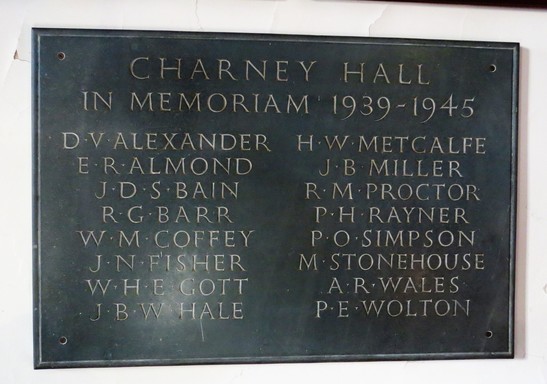 CHARNEY HALL
IN MEMORIAM 1939-1945
D·V·ALEXANDER
E·R·ALMOND
J·D·S·BAIN
R·G·BARR
W·M·COFFEY
J·N·FISHER
W·H·E·GOTT
J·B·W·HALE
H·W·METCALFE
J·B·MILLER
R·M·PROCTOR
P·H·RAYNER
P·O·SIMPSON
M·STONEHOUSE
A·R·WALES
P·E·WOLTON